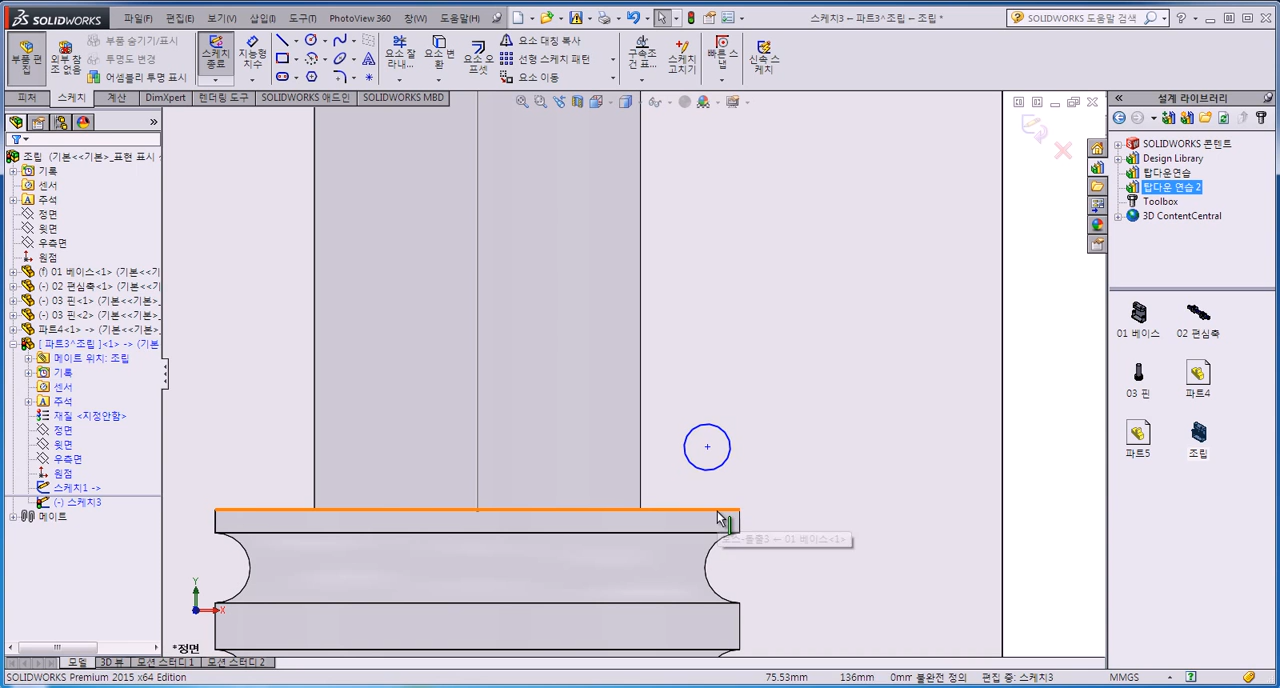 SOLIDWORKS
파일(F) 편집(E) 보기(V) 삽입(I) 도구(T) PhotoView 360 창(W) 도움말(H)
스케치3 ← 파트3^조립 ← 조립 *
SOLIDWORKS 도움말 검색
부품 편집
외부 참조 없음
부품 숨기기/표시
투명도 변경
어셈블리 투명 표시
스케치 종료
지능형 치수
요소 잘라내...
요소 변환
요소 오프셋
요소 대칭 복사
선형 스케치 패턴
요소 이동
구속조건 표...
스케치 고치기
빠른 스냅
신속 스케치
피처 스케치 계산 DimXpert 렌더링 도구 SOLIDWORKS 애드인 SOLIDWORKS MBD
조립 (기본<<기본>_표현 표시
기록
센서
주석
정면
윗면
우측면
원점
(f) 01 베이스<1> (기본<<기
(-) 02 편심축<1> (기본<<기
(-) 03 핀<1> (기본<<기본>_
(-) 03 핀<2> (기본<<기본>_
파트4<1> -> (기본<<기본>_
[ 파트3^조립 ]<1> -> (기본
메이트 위치: 조립
기록
센서
주석
재질 <지정안함>
정면
윗면
우측면
원점
스케치1 ->
(-) 스케치3
메이트
← 01 베이스<1>
Y
X
*정면
설계 라이브러리
SOLIDWORKS 콘텐트
Design Library
탑다운연습
탑다운 연습 2
Toolbox
3D ContentCentral
01 베이스
02 편심축
03 핀
파트4
파트5
조립
모델 3D 뷰 모션 스터디 1 모션 스터디 2
SOLIDWORKS Premium 2015 x64 Edition
75.53mm 136mm 0mm 불완전 정의 편집 중: 스케치3 MMGS